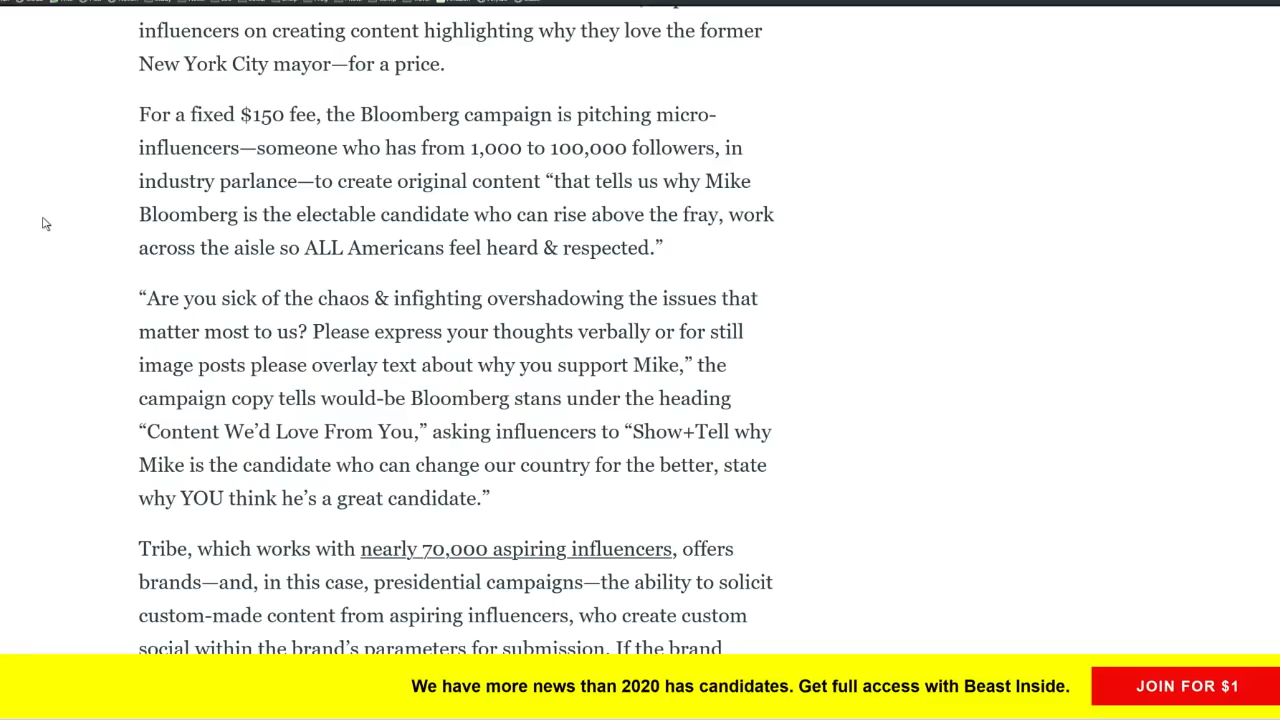 influencers on creating content highlighting why they love the former
New York City mayor—for a price.
For a fixed $150 fee, the Bloomberg campaign is pitching micro-
influencers—someone who has from 1,000 to 100,000 followers, in
industry parlance—to create original content “that tells us why Mike
Bloomberg is the electable candidate who can rise above the fray, work
across the aisle so ALL Americans feel heard & respected.”
“Are you sick of the chaos & infighting overshadowing the issues that
matter most to us? Please express your thoughts verbally or for still
image posts please overlay text about why you support Mike,” the
campaign copy tells would-be Bloomberg stans under the heading
“Content We’d Love From You,” asking influencers to “Show+Tell why
Mike is the candidate who can change our country for the better, state
why YOU think he’s a great candidate.”
Tribe, which works with nearly 70,000 aspiring influencers, offers
brands—and, in this case, presidential campaigns—the ability to solicit
custom-made content from aspiring influencers, who create custom
social within the brand’s parameters for submission. If the brand
We have more news than 2020 has candidates. Get full access with Beast Inside.
JOIN FOR $1